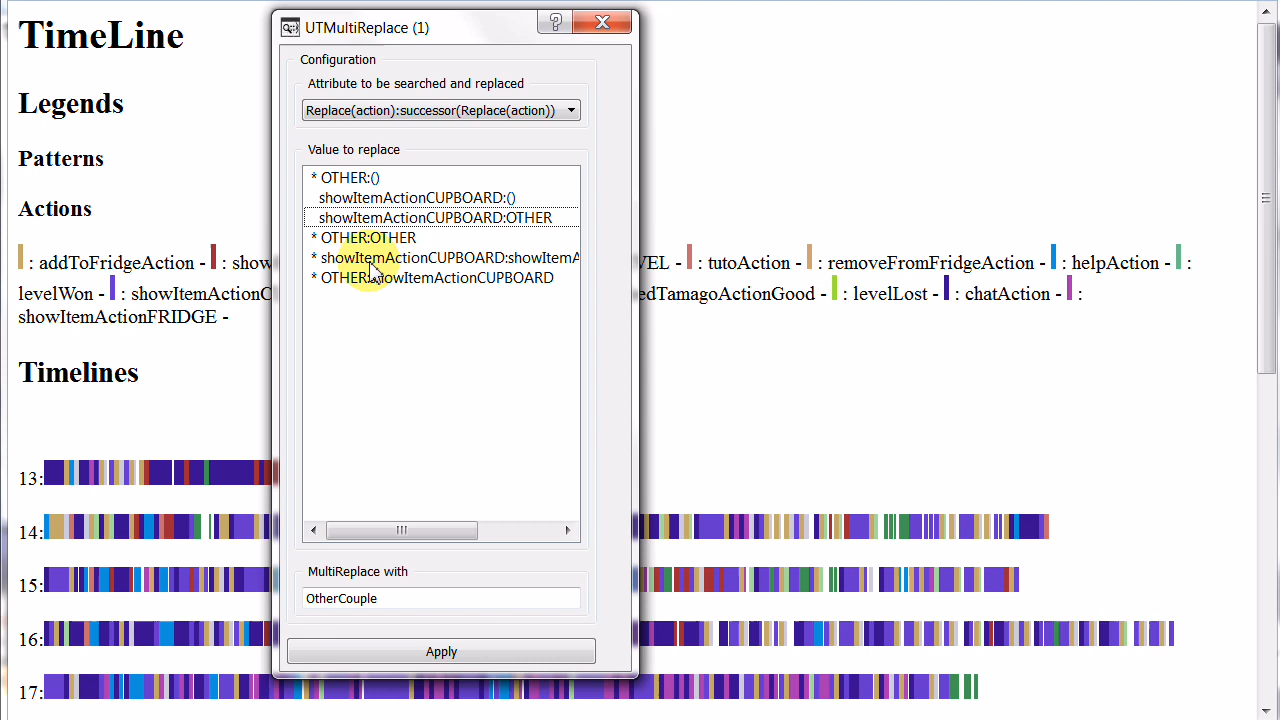 TimeLine
Legends
Patterns
Actions
: addToFridgeAction - : show
VEL - : tutoAction - : removeFromFridgeAction - : helpAction - :
levelWon - : showItemActionC
edTamagoActionGood - : levelLost - : chatAction - :
showItemActionFRIDGE -
Timelines
13:
14:
15:
16:
17:
UTMultiReplace (1)
Configuration
Attribute to be searched and replaced
Replace(action):successor(Replace(action))
Value to replace
* OTHER:()
showItemActionCUPBOARD:()
showItemActionCUPBOARD:OTHER
* OTHER:OTHER
* showItemActionCUPBOARD:showItemA
* OTHER:showItemActionCUPBOARD
MultiReplace with
OtherCouple
Apply